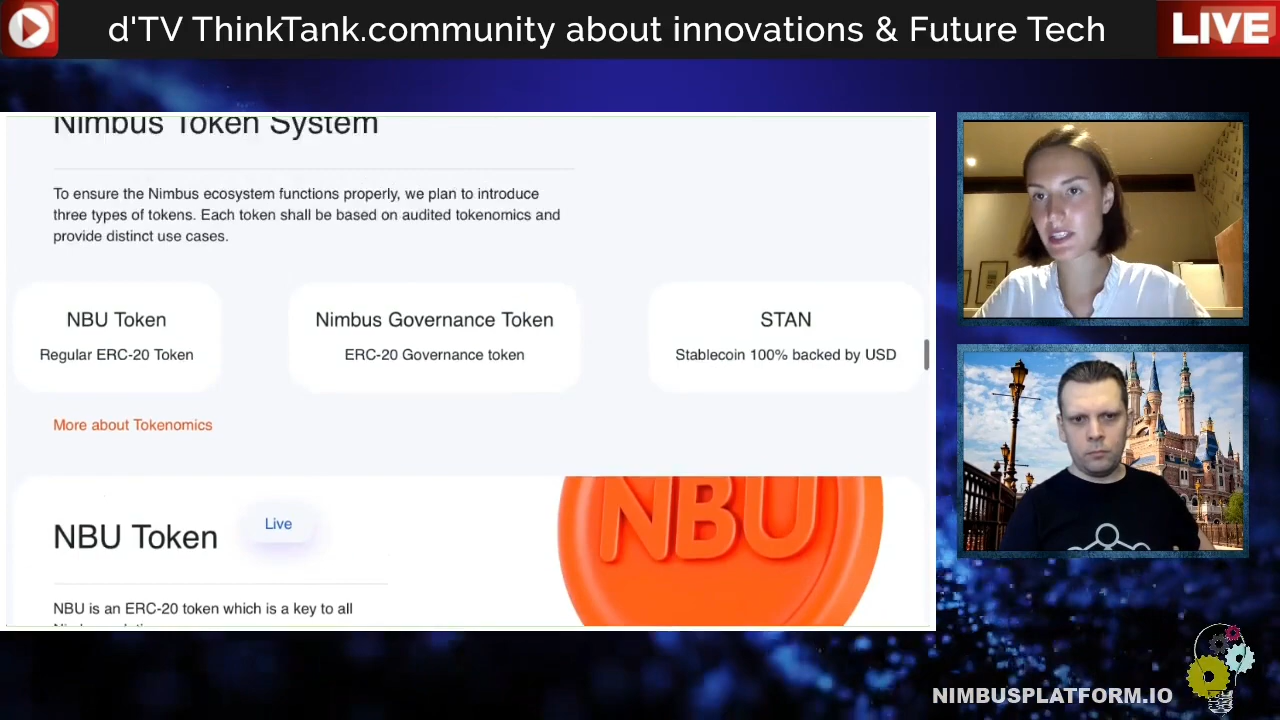 d'TV ThinkTank.community about innovations & Future Tech
LIVE
Nimbus Token System
To ensure the Nimbus ecosystem functions properly, we plan to introduce
three types of tokens. Each token shall be based on audited tokenomics and
provide distinct use cases.
NBU Token
Regular ERC-20 Token
Nimbus Governance Token
ERC-20 Governance token
STAN
Stablecoin 100% backed by USD
More about Tokenomics
NBU Token
Live
NBU
NBU is an ERC-20 token which is a key to all
NIMBUSPLATFORM.IO